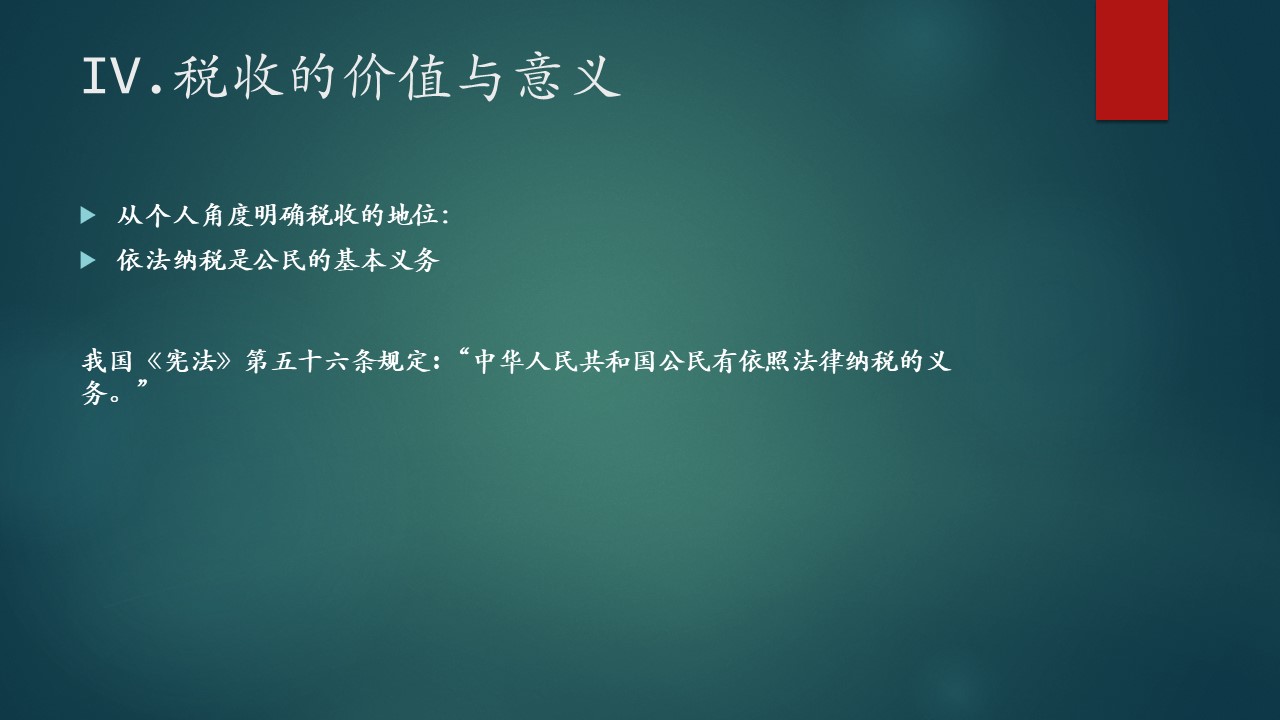 IV.税收的价值与意义
从个人角度明确税收的地位：
依法纳税是公民的基本义务
我国《宪法》第五十六条规定：“中华人民共和国公民有依照法律纳税的义
务。”